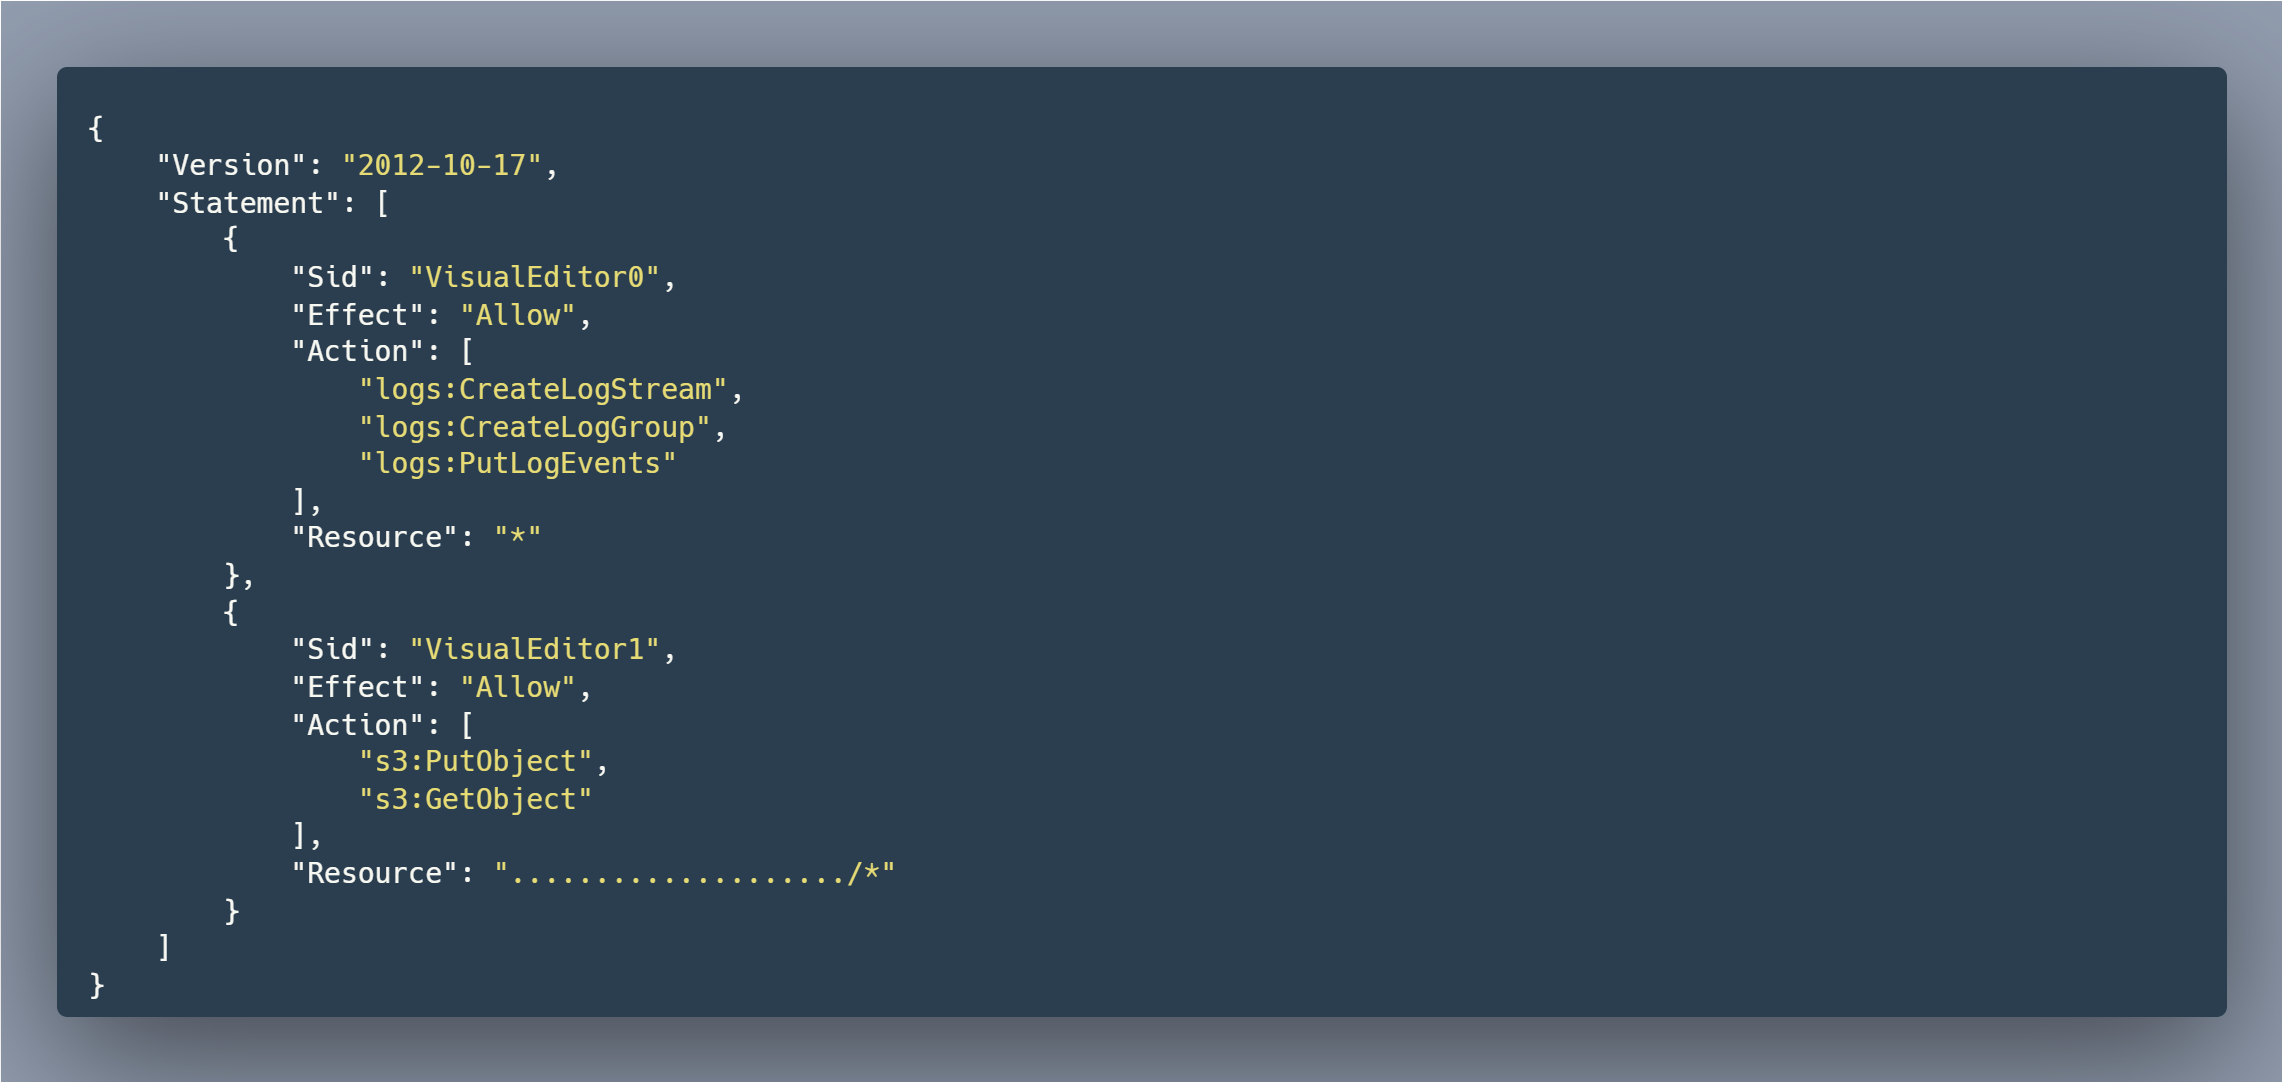 {
    "Version": "2012-10-17",
    "Statement": [
        {
            "Sid": "VisualEditor0",
            "Effect": "Allow",
            "Action": [
                "logs:CreateLogStream",
                "logs:CreateLogGroup",
                "logs:PutLogEvents"
            ],
            "Resource": "*"
        },
        {
            "Sid": "VisualEditor1",
            "Effect": "Allow",
            "Action": [
                "s3:PutObject",
                "s3:GetObject"
            ],
            "Resource": "..................../*"
        }
    ]
}